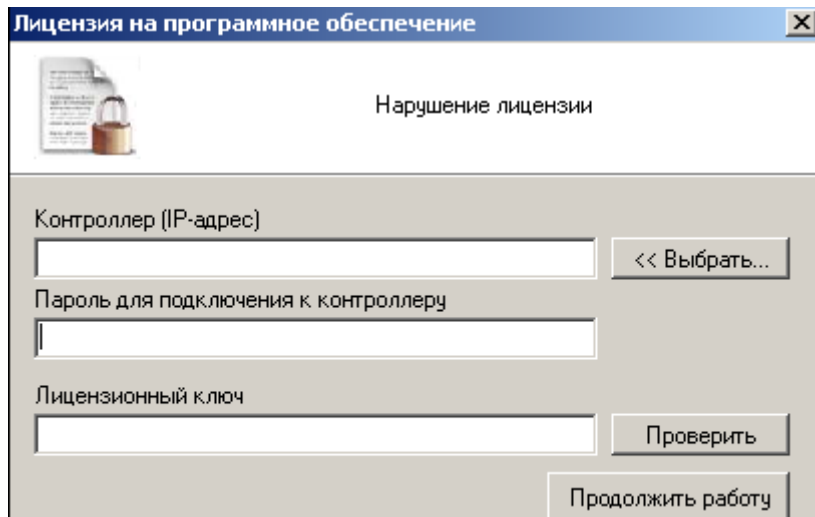 Лицензия на программное обеспечение
Нарушение лицензии
Контроллер (IP-адрес)
<< Выбрать...
Пароль для подключения к контроллеру
Лицензионный ключ
Проверить
Продолжить работу